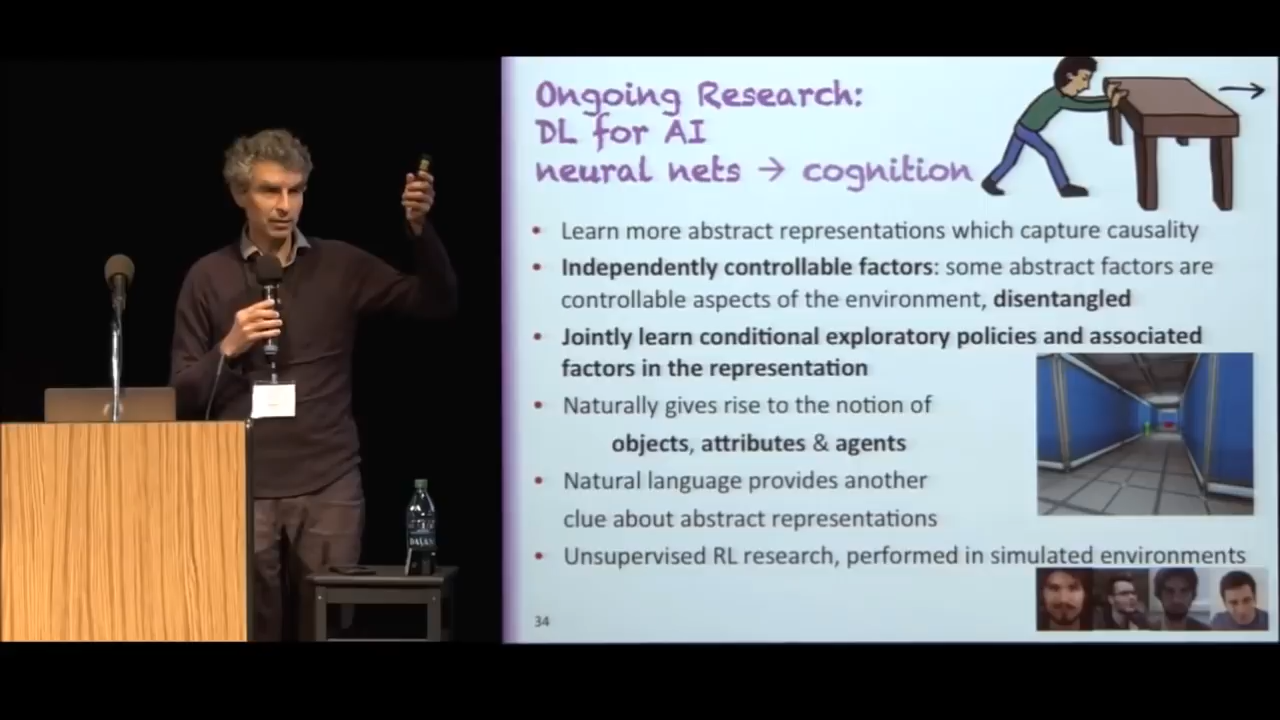 Ongoing Research:
DL for AI
neural nets → cognition
• Learn more abstract representations which capture causality
• Independently controllable factors: some abstract factors are
controllable aspects of the environment, disentangled
• Jointly learn conditional exploratory policies and associated
factors in the representation
• Naturally gives rise to the notion of
objects, attributes & agents
• Natural language provides another
clue about abstract representations
• Unsupervised RL research, performed in simulated environments
34